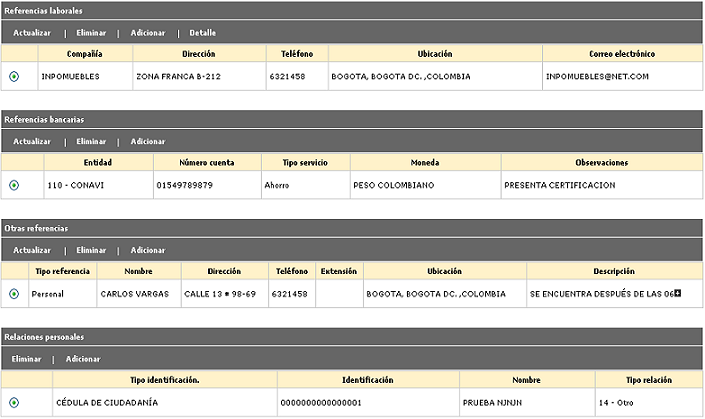 Referencias laborales
Actualizar | Eliminar | Adicionar | Detalle
Compañía Dirección Teléfono Ubicación Correo electrónico
INPOMUEBLES ZONA FRANCA B-212 6321458 BOGOTA, BOGOTA DC. ,COLOMBIA INPOMUEBLES@NET.COM
Referencias bancarias
Actualizar | Eliminar | Adicionar
Entidad Número cuenta Tipo servicio Moneda Observaciones
110 - CONAVI 01549789879 Ahorro PESO COLOMBIANO PRESENTA CERTIFICACION
Otras referencias
Actualizar | Eliminar | Adicionar
Tipo referencia Nombre Dirección Teléfono Extensión Ubicación Descripción
Personal CARLOS VARGAS CALLE 13 # 98-69 6321458 BOGOTA, BOGOTA DC. ,COLOMBIA SE ENCUENTRA DESPUÉS DE LAS 06
Relaciones personales
Eliminar | Adicionar
Tipo identificación. Identificación Nombre Tipo relación
CÉDULA DE CIUDADANÍA 0000000000000001 PRUEBA NJNJN 14 - Otro